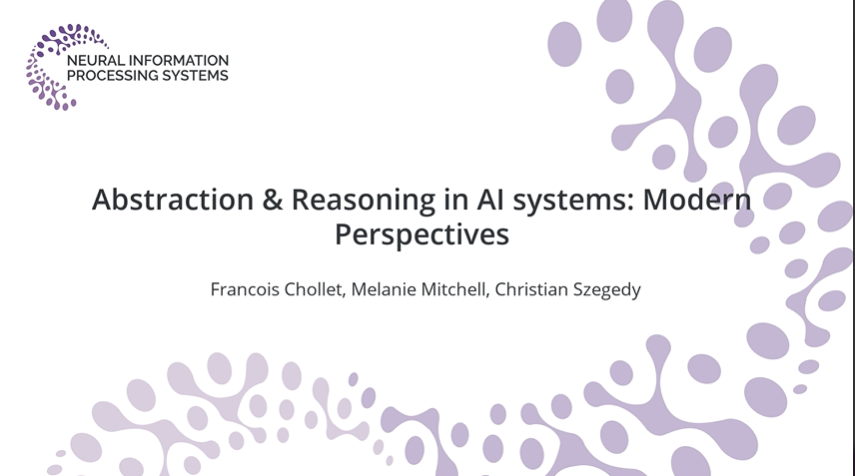 NEURAL INFORMATION
PROCESSING SYSTEMS
Abstraction & Reasoning in AI systems: Modern
Perspectives
Francois Chollet, Melanie Mitchell, Christian Szegedy